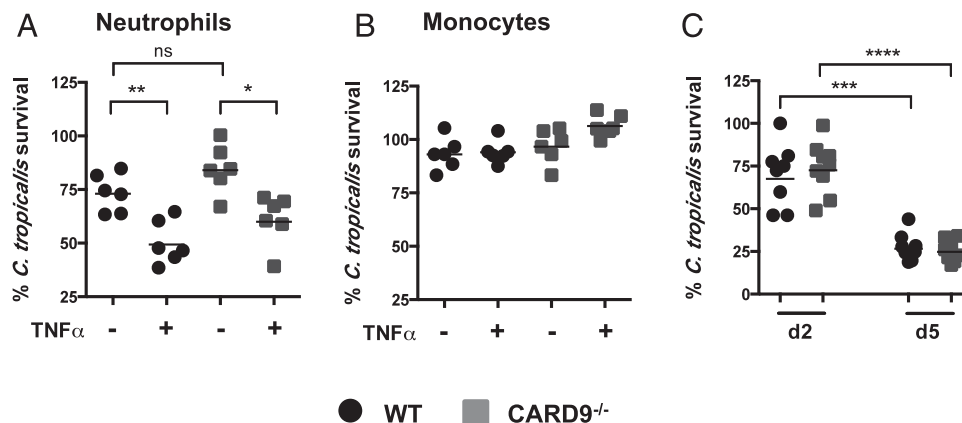 A Neutrophils
ns
** *
% C. tropicalis survival
125
100
75
50
25
TNFα - + - +
B Monocytes
% C. tropicalis survival
125
100
75
50
25
TNFα - + - +
C
****
***
% C. tropicalis survival
125
100
75
50
25
0
d2 d5
WT CARD9-/-